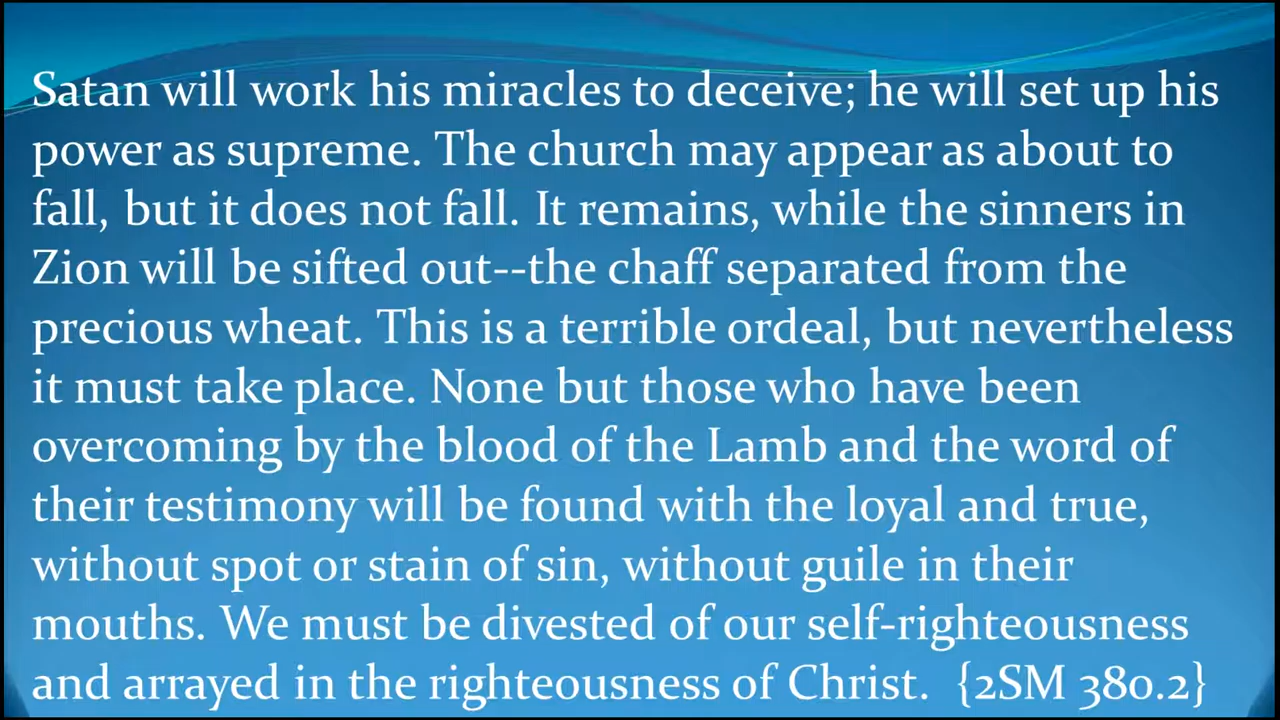 Satan will work his miracles to deceive; he will set up his
power as supreme. The church may appear as about to
fall, but it does not fall. It remains, while the sinners in
Zion will be sifted out--the chaff separated from the
precious wheat. This is a terrible ordeal, but nevertheless
it must take place. None but those who have been
overcoming by the blood of the Lamb and the word of
their testimony will be found with the loyal and true,
without spot or stain of sin, without guile in their
mouths. We must be divested of our self-righteousness
and arrayed in the righteousness of Christ. {2SM 380.2}